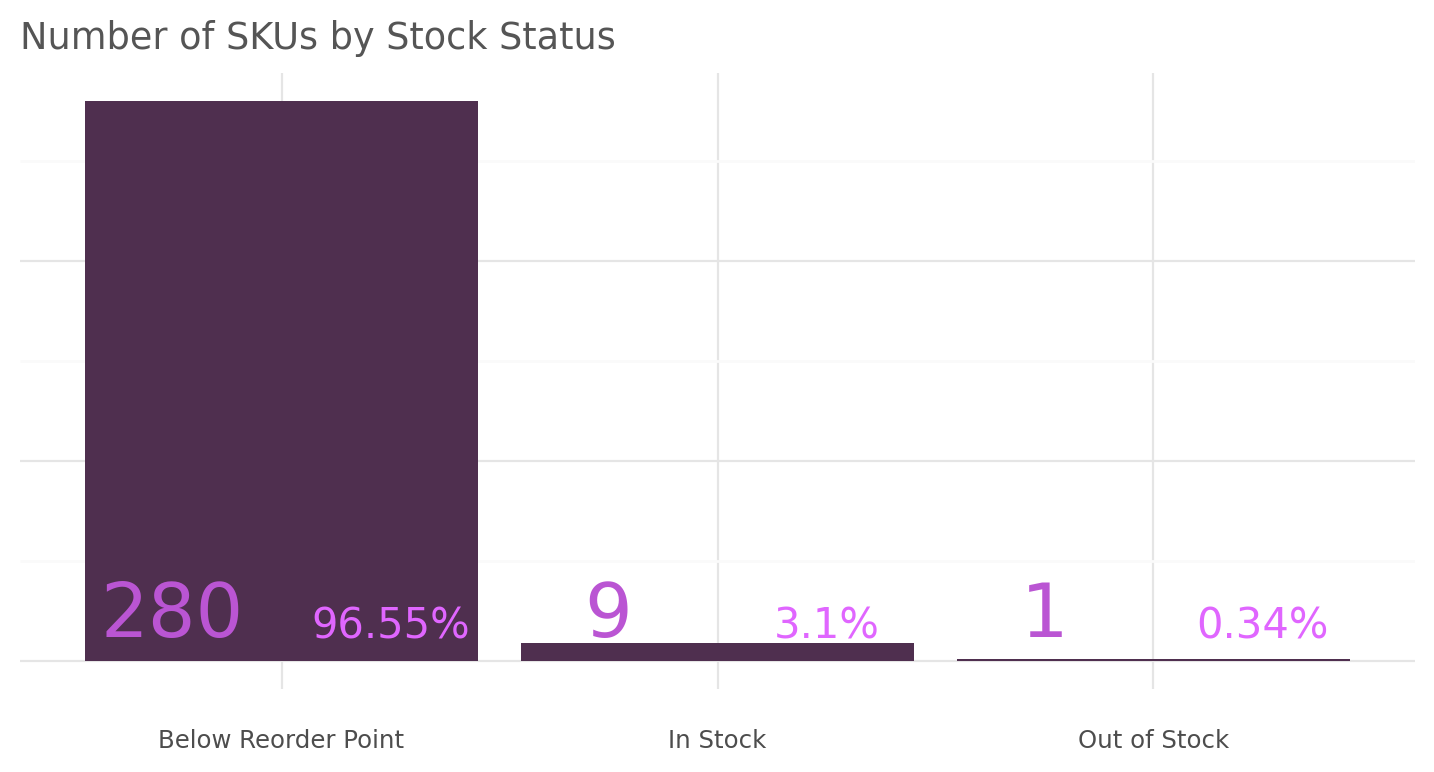 Number of SKUs by Stock Status
280 96.55% 9 3.1% 1 0.34%
Below Reorder Point In Stock Out of Stock